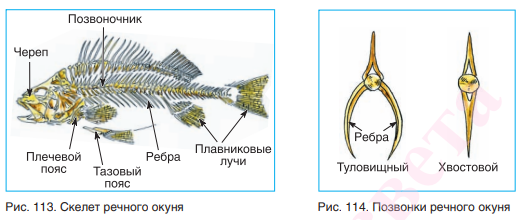 Позвоночник
Череп
Плечевой
пояс
Тазовый
пояс
Ребра
Плавниковые
лучи
Рис. 113. Скелет речного окуня
Ребра
Туловищный
Хвостовой
Рис. 114. Позвонки речного окуня